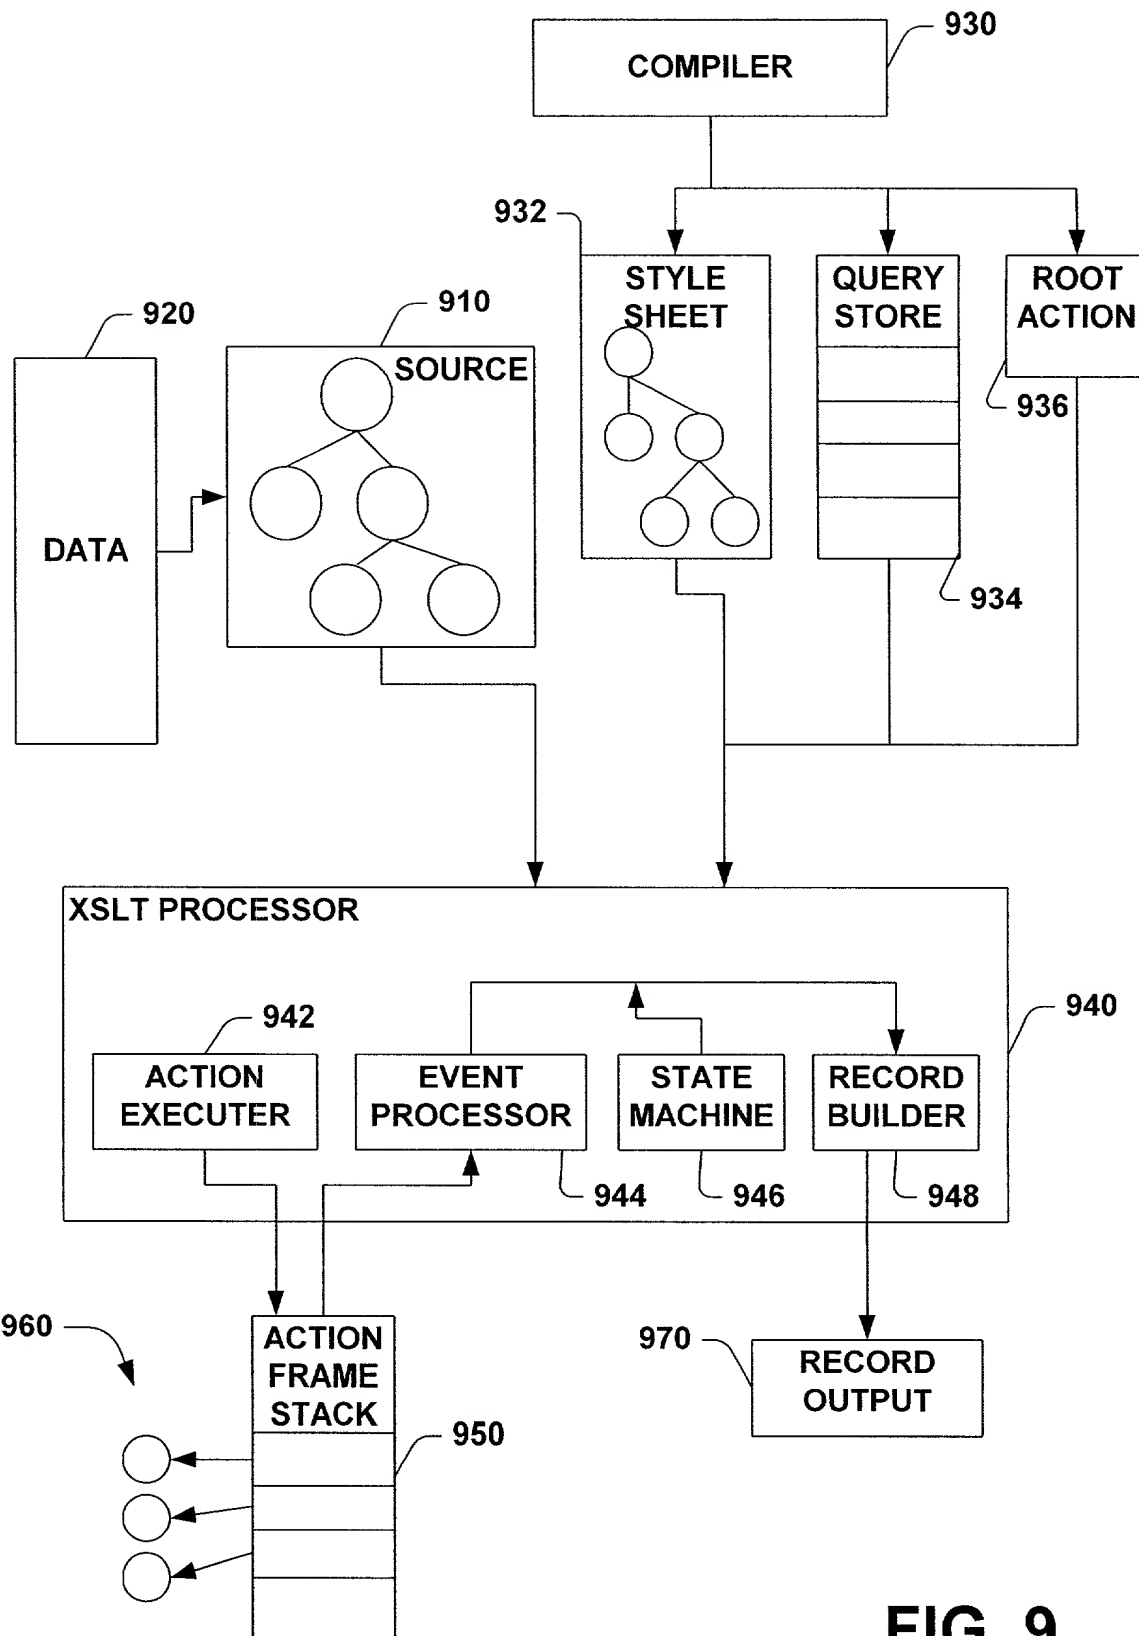 930
COMPILER
932
STYLE
SHEET
QUERY
STORE
ROOT
ACTION
936
934
920
910
SOURCE
DATA
XSLT PROCESSOR
940
942
ACTION
EXECUTER
EVENT
PROCESSOR
STATE
MACHINE
RECORD
BUILDER
944
946
948
960
ACTION
FRAME
STACK
950
970
RECORD
OUTPUT
FIG. 9